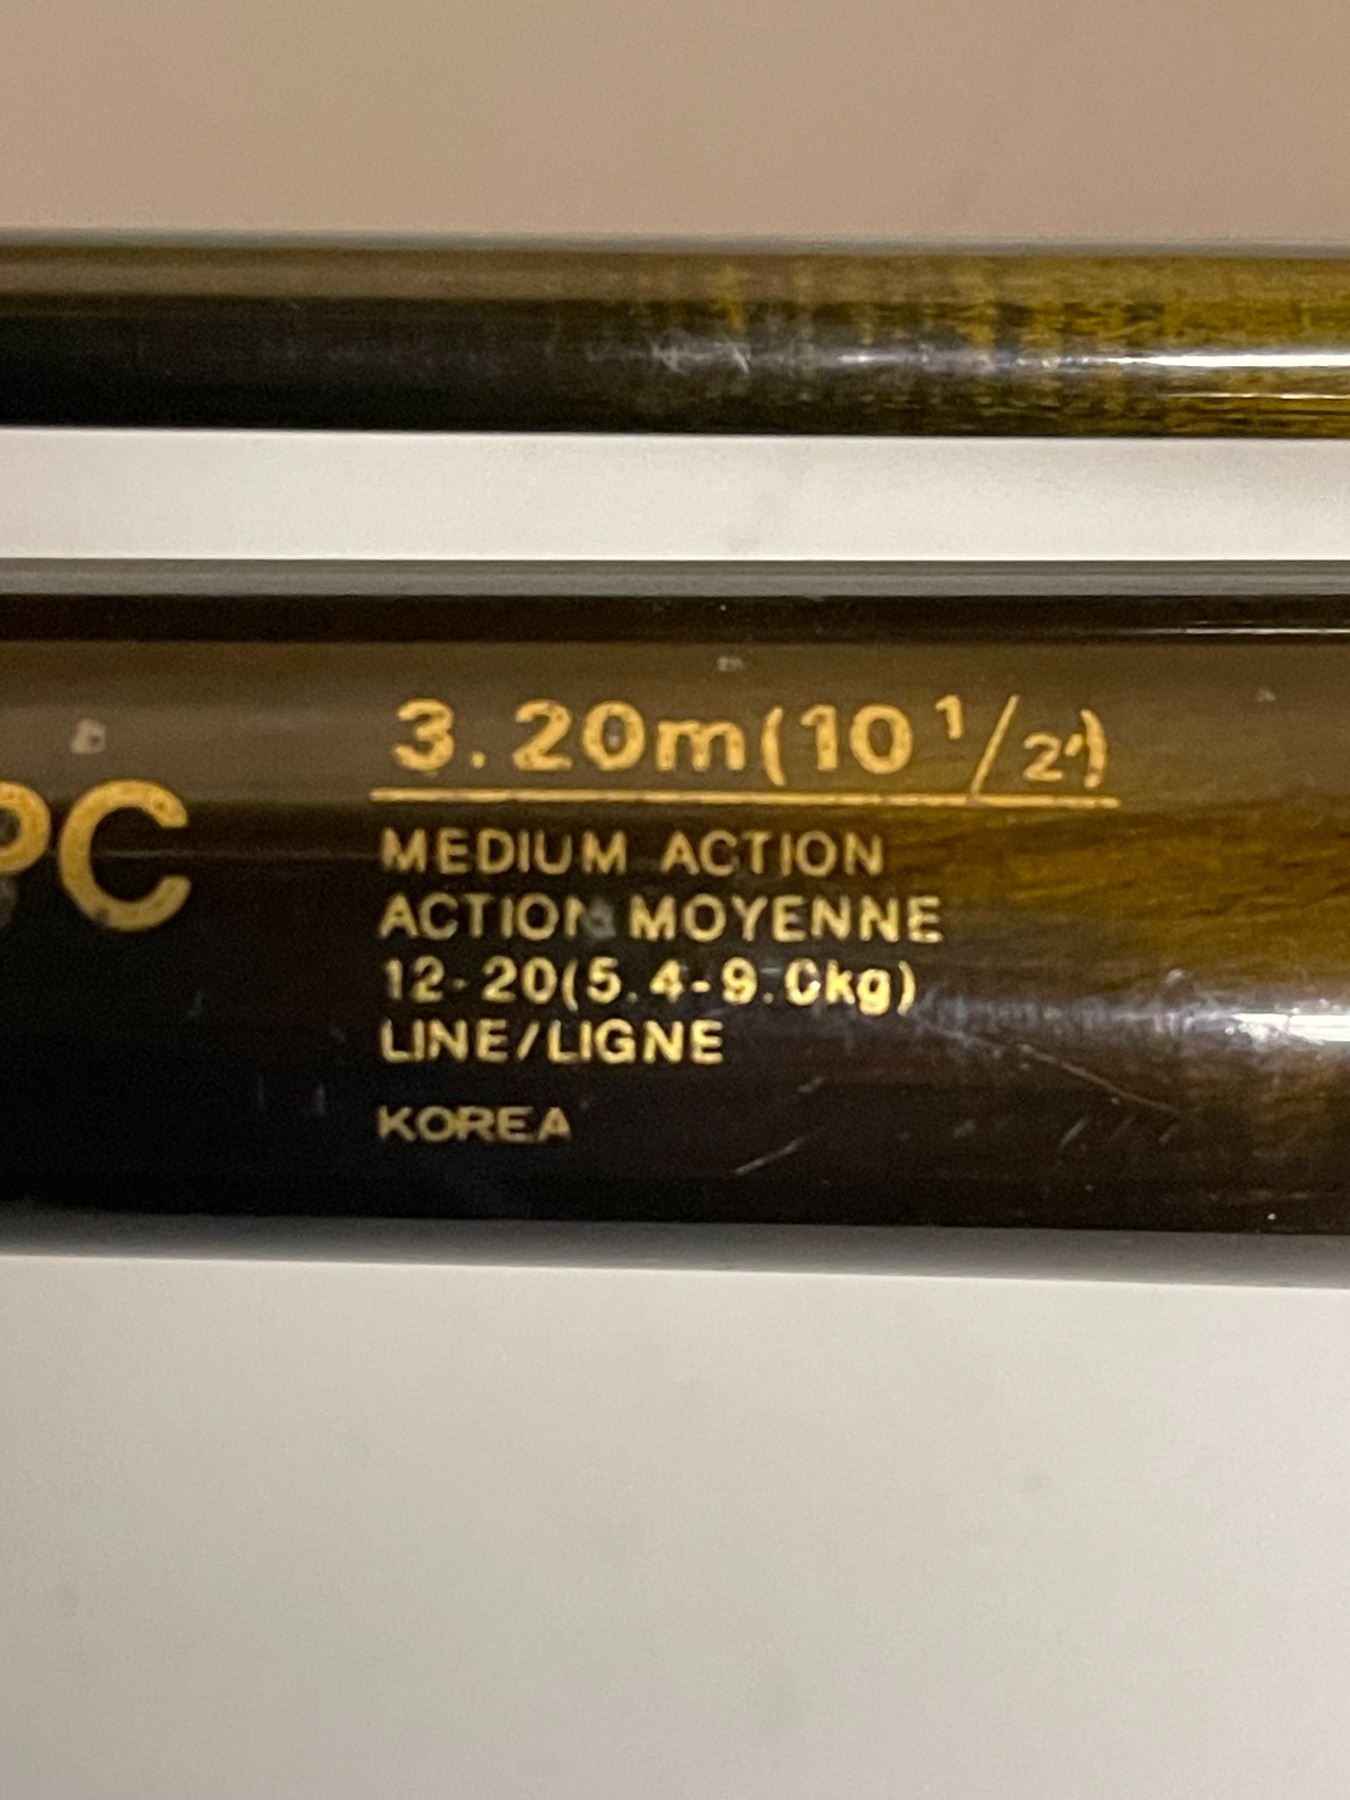 PC
3.20m(10 1/2')
MEDIUM ACTION
ACTION MOYENNE
12-20(5.4-9.0kg)
LINE/LIGNE
KOREA